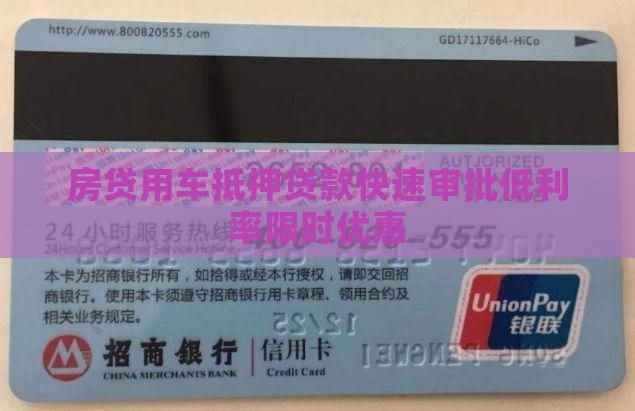 http://www.800820555.com
GD17117664-HiCo
AUTHORIZED
房贷用车抵押贷款快速审批低利
率限时优惠
24小时服务热线
24Hours Customer Service Hotline
555
本卡为招商银行所有,如拾得或经本行授权,请即交回招
商银行。使用本卡须遵守招商银行用卡章程、领用合约及
相关业务规定。
UnionPay
银联
招商银行
信用卡
CHINA MERCHANTS BANK
Credit Card